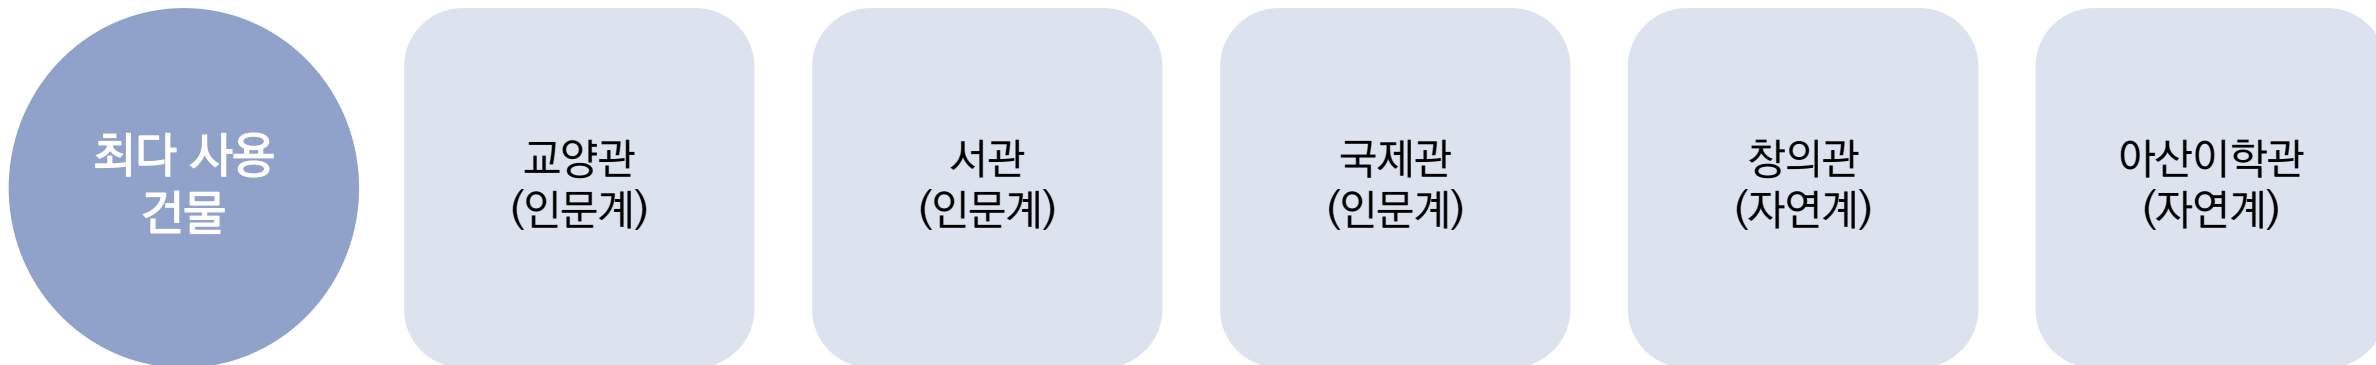 최다 사용
건물
교양관
(인문계)
서관
(인문계)
국제관
(인문계)
창의관
(자연계)
아산이학관
(자연계)